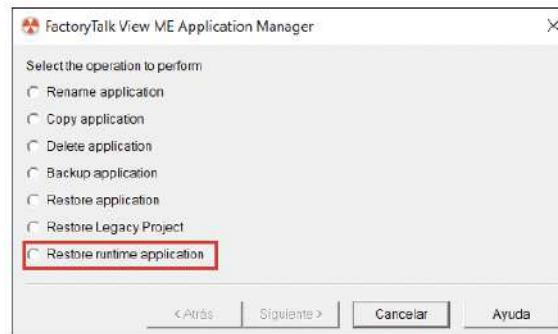 FactoryTalk View ME Application Manager
Select the operation to perform
Rename application
Copy application
Delete application
Backup application
Restore application
Restore Legacy Project
Restore runtime application
< Atrás Siguiente > Cancelar Ayuda